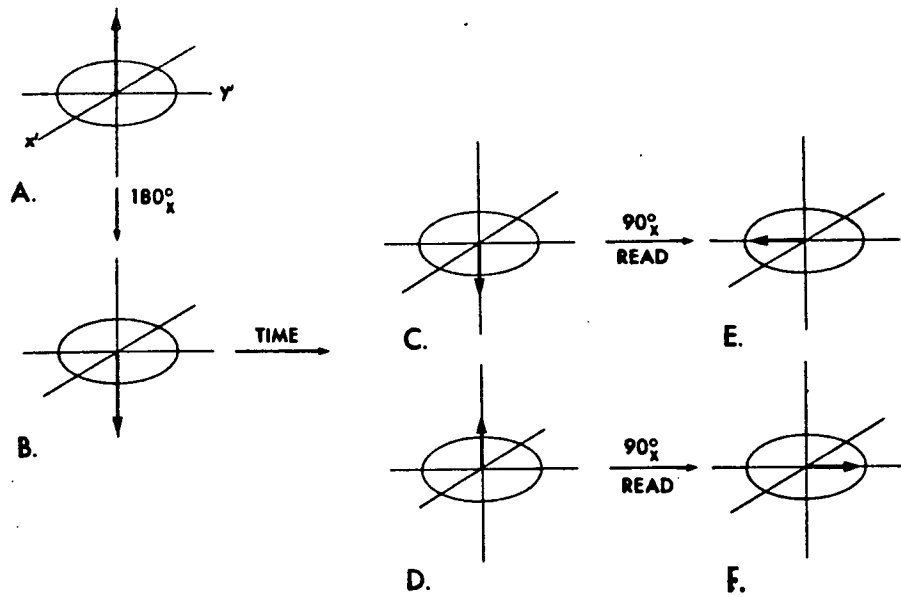 y'
x'
A.
180°x
B.
TIME
C.
90°x
READ
E.
D.
90°x
READ
F.